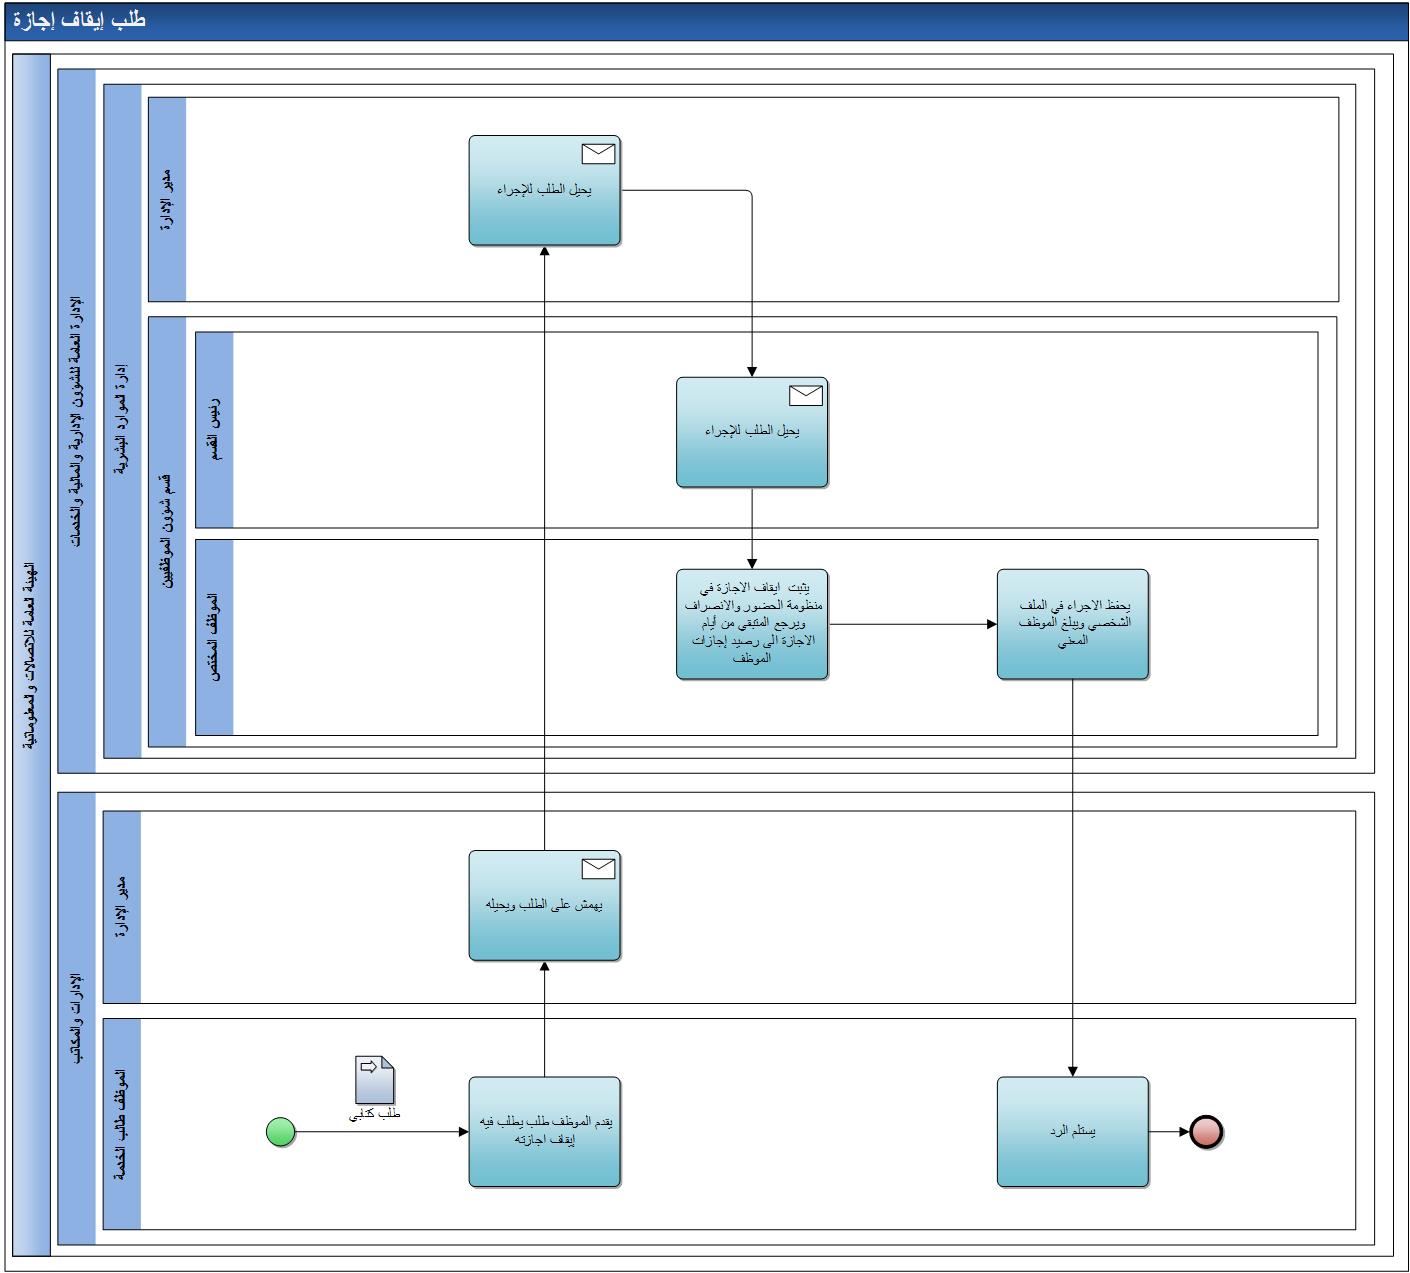 طلب إيقاف إجازة
الهيئة العامة للاتصالات والمعلوماتية
الإدارة العامة للشؤون الإدارية والمالية والخدمات
إدارة الموارد البشرية
مدير الإدارة
يحيل الطلب للإجراء
قسم شؤون الموظفيين
رئيس القسم
يحيل الطلب للإجراء
الموظف المختص
يثبت ايقاف الاجازة في
منظومة الحضور والانصراف
ويرجع المتبقي من أيام
الاجازة الى رصيد إجازات
الموظف
يحفظ الاجراء في الملف
الشخصي ويبلغ الموظف
المعني
الإدارات والمكاتب
مدير الإدارة
يهمش على الطلب ويحيله
الموظف طالب الخدمة
طلب كتابي
يقدم الموظف طلب يطلب فيه
إيقاف اجازته
يستلم الرد